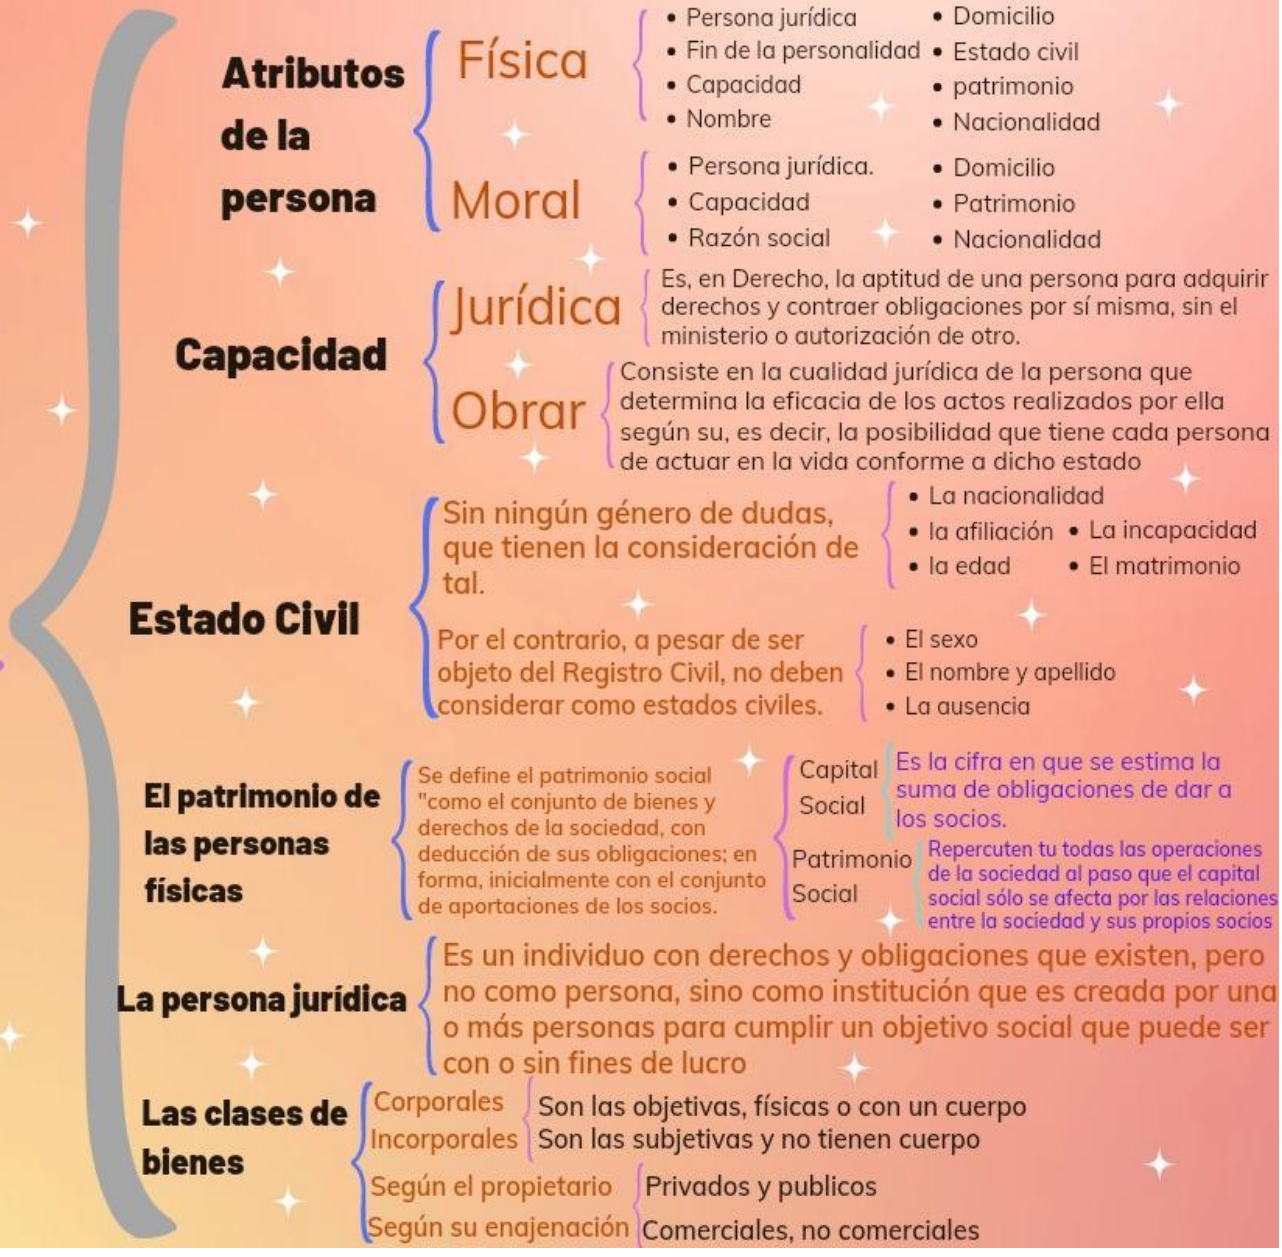 Atributos
de la
persona
Física
• Persona jurídica
• Fin de la personalidad
• Capacidad
• Nombre
• Domicilio
• Estado civil
• patrimonio
• Nacionalidad
Moral
• Persona jurídica.
• Capacidad
• Razón social
• Domicilio
• Patrimonio
• Nacionalidad
Capacidad
Jurídica
Es, en Derecho, la aptitud de una persona para adquirir
derechos y contraer obligaciones por sí misma, sin el
ministerio o autorización de otro.
Obrar
Consiste en la cualidad jurídica de la persona que
determina la eficacia de los actos realizados por ella
según su, es decir, la posibilidad que tiene cada persona
de actuar en la vida conforme a dicho estado
Estado Civil
Sin ningún género de dudas,
que tienen la consideración de
tal.
• La nacionalidad
• la afiliación • La incapacidad
• la edad • El matrimonio
Por el contrario, a pesar de ser
objeto del Registro Civil, no deben
considerar como estados civiles.
• El sexo
• El nombre y apellido
• La ausencia
El patrimonio de
las personas
físicas
Se define el patrimonio social
"como el conjunto de bienes y
derechos de la sociedad, con
deducción de sus obligaciones; en
forma, inicialmente con el conjunto
de aportaciones de los socios.
Capital
Social
Es la cifra en que se estima la
suma de obligaciones de dar a
los socios.
Patrimonio
Social
Repercuten tu todas las operaciones
de la sociedad al paso que el capital
social sólo se afecta por las relaciones
entre la sociedad y sus propios socios
La persona jurídica
Es un individuo con derechos y obligaciones que existen, pero
no como persona, sino como institución que es creada por una
o más personas para cumplir un objetivo social que puede ser
con o sin fines de lucro
Las clases de
bienes
Corporales
Son las objetivas, físicas o con un cuerpo
Incorporales
Son las subjetivas y no tienen cuerpo
Según el propietario
Privados y publicos
Según su enajenación
Comerciales, no comerciales